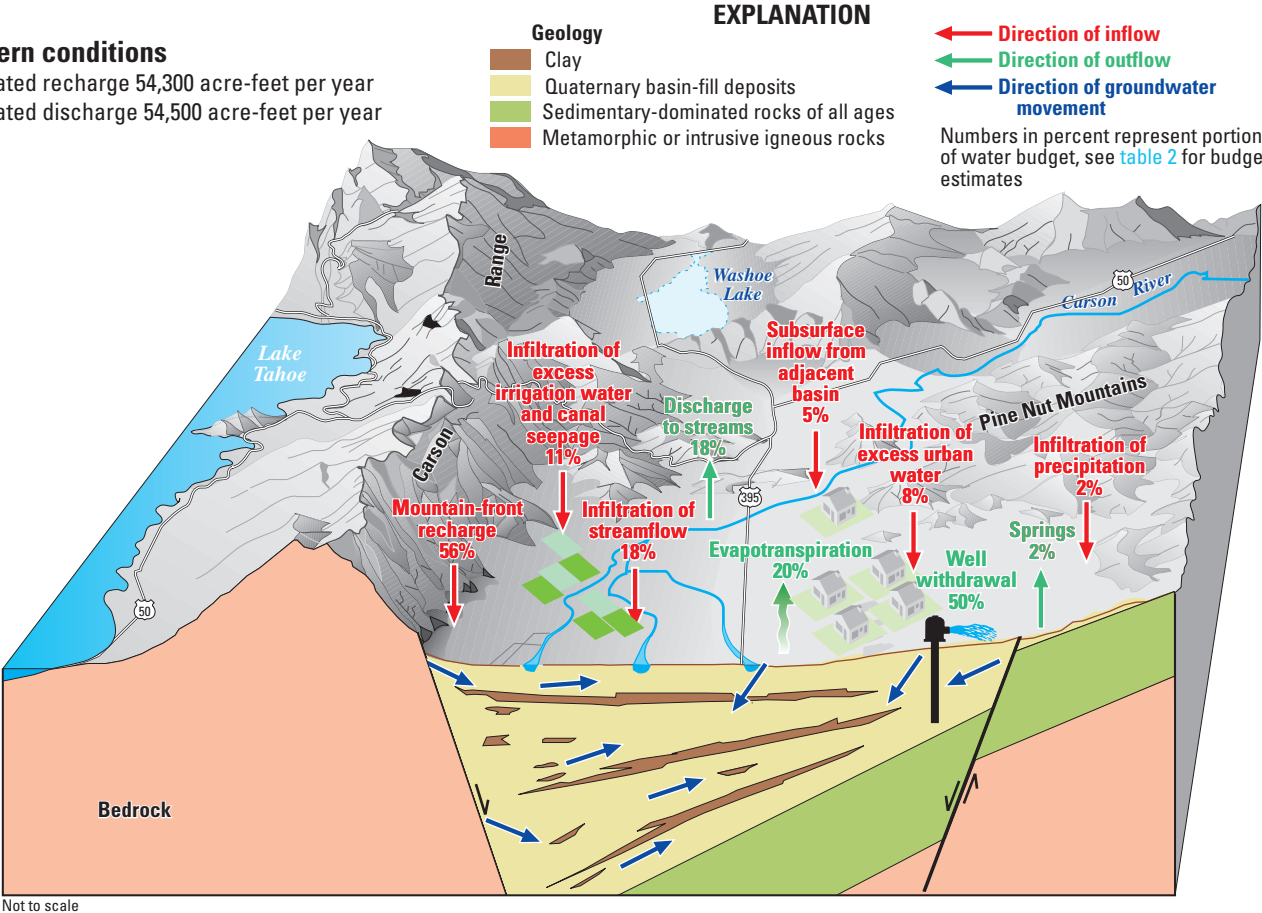 ern conditions
ated recharge 54,300 acre-feet per year
ated discharge 54,500 acre-feet per year
EXPLANATION
Geology
Clay
Quaternary basin-fill deposits
Sedimentary-dominated rocks of all ages
Metamorphic or intrusive igneous rocks
Direction of inflow
Direction of outflow
Direction of groundwater
movement
Numbers in percent represent portion
of water budget, see table 2 for budge
estimates
Range
Washoe
Lake
50
Carson River
Lake
Tahoe
Infiltration of
excess
irrigation water
and canal
seepage
11%
Subsurface
inflow from
adjacent
basin
5%
Discharge
to streams
18%
Pine Nut Mountains
Carson
Infiltration of
excess urban
water
8%
Infiltration of
precipitation
2%
395
Mountain-front
recharge
56%
Infiltration of
streamflow
18%
Evapotranspiration
20%
Well
withdrawal
50%
Springs
2%
50
Bedrock
Not to scale